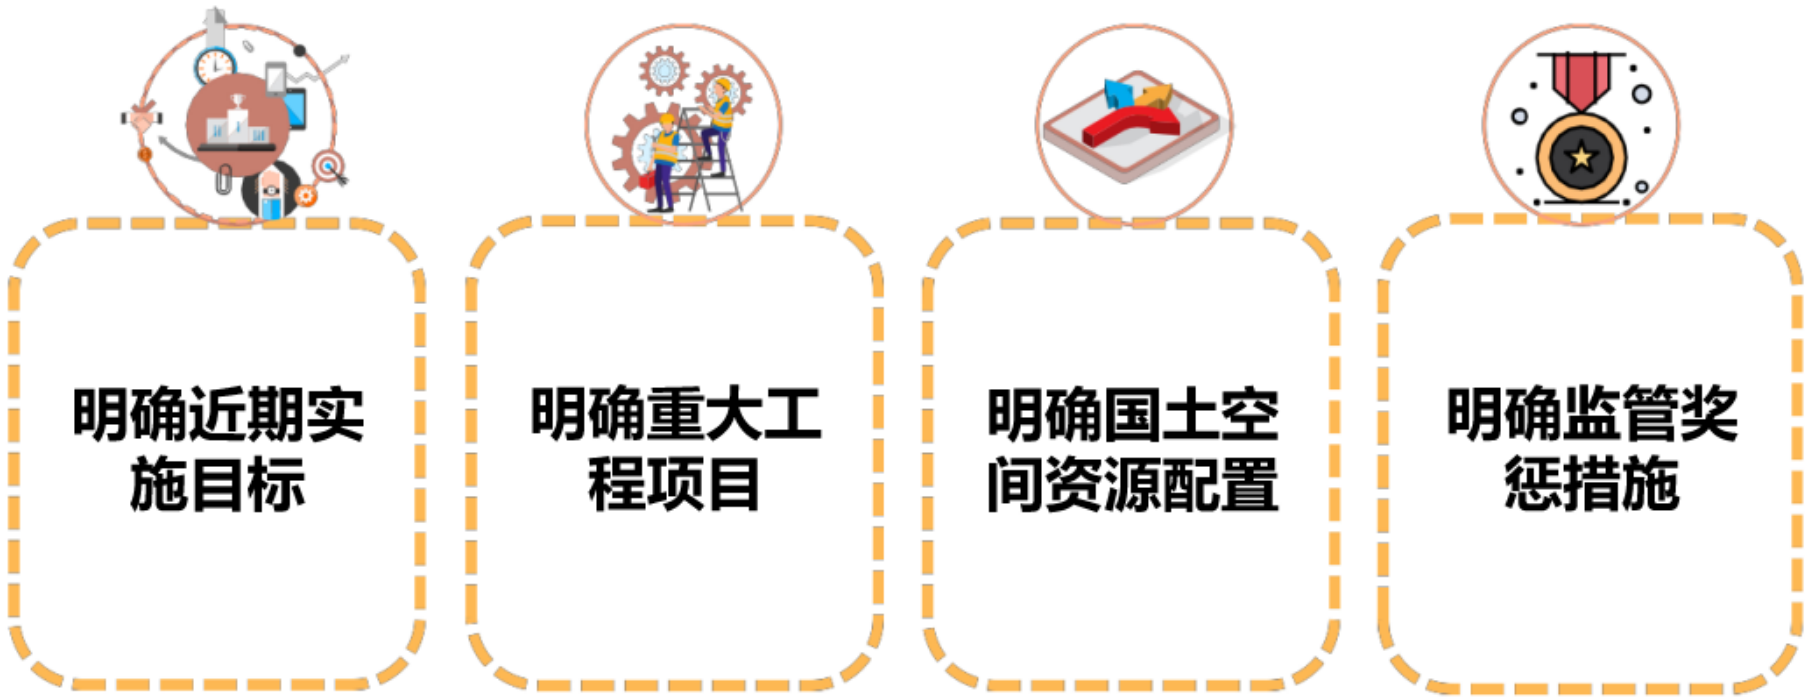 明确近期实
施目标
明确重大工
程项目
明确国土空
间资源配置
明确监管奖
惩措施